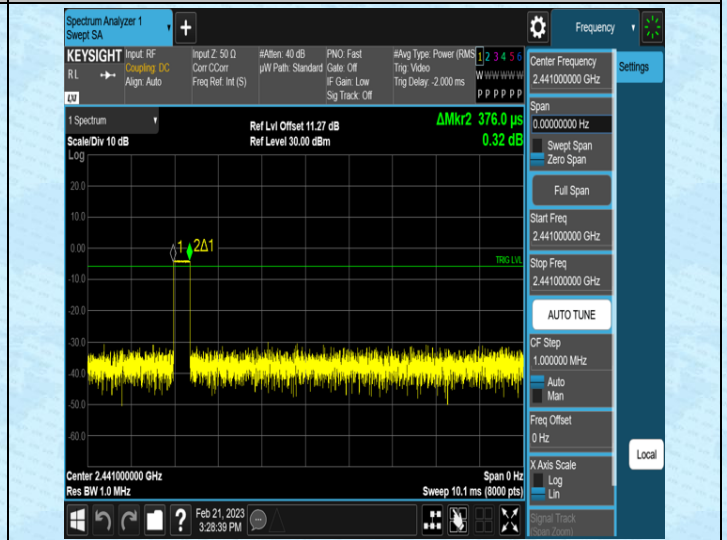 Spectrum Analyzer 1
Swept SA
+
Frequency
KEYSIGHT
RL
LXI
Input: RF
Coupling: DC
Align: Auto
Input Z: 50 Ω
Corr CCorr
Freq Ref: Int (S)
#Atten: 40 dB
µW Path: Standard
PNO: Fast
Gate: Off
IF Gain: Low
Sig Track: Off
#Avg Type: Power (RMS
Trig: Video
Trig Delay: -2.000 ms
1 2 3 4 5 6
W W W W W W
P P P P P P
1 Spectrum
Scale/Div 10 dB
Log
Ref Lvl Offset 11.27 dB
Ref Level 30.00 dBm
ΔMkr2 376.0 µs
0.32 dB
20.0
10.0
0.00
-10.0
-20.0
-30.0
-40.0
-50.0
-60.0
1
2Δ1
TRIG LVL
Center 2.441000000 GHz
Res BW 1.0 MHz
Span 0 Hz
Sweep 10.1 ms (8000 pts)
?
Feb 21, 2023
3:28:39 PM
Center Frequency
2.441000000 GHz
Settings
Span
0.00000000 Hz
Swept Span
Zero Span
Full Span
Start Freq
2.441000000 GHz
Stop Freq
2.441000000 GHz
AUTO TUNE
CF Step
1.000000 MHz
Auto
Man
Freq Offset
0 Hz
Local
X Axis Scale
Log
Lin
Signal Track
(Span Zoom)